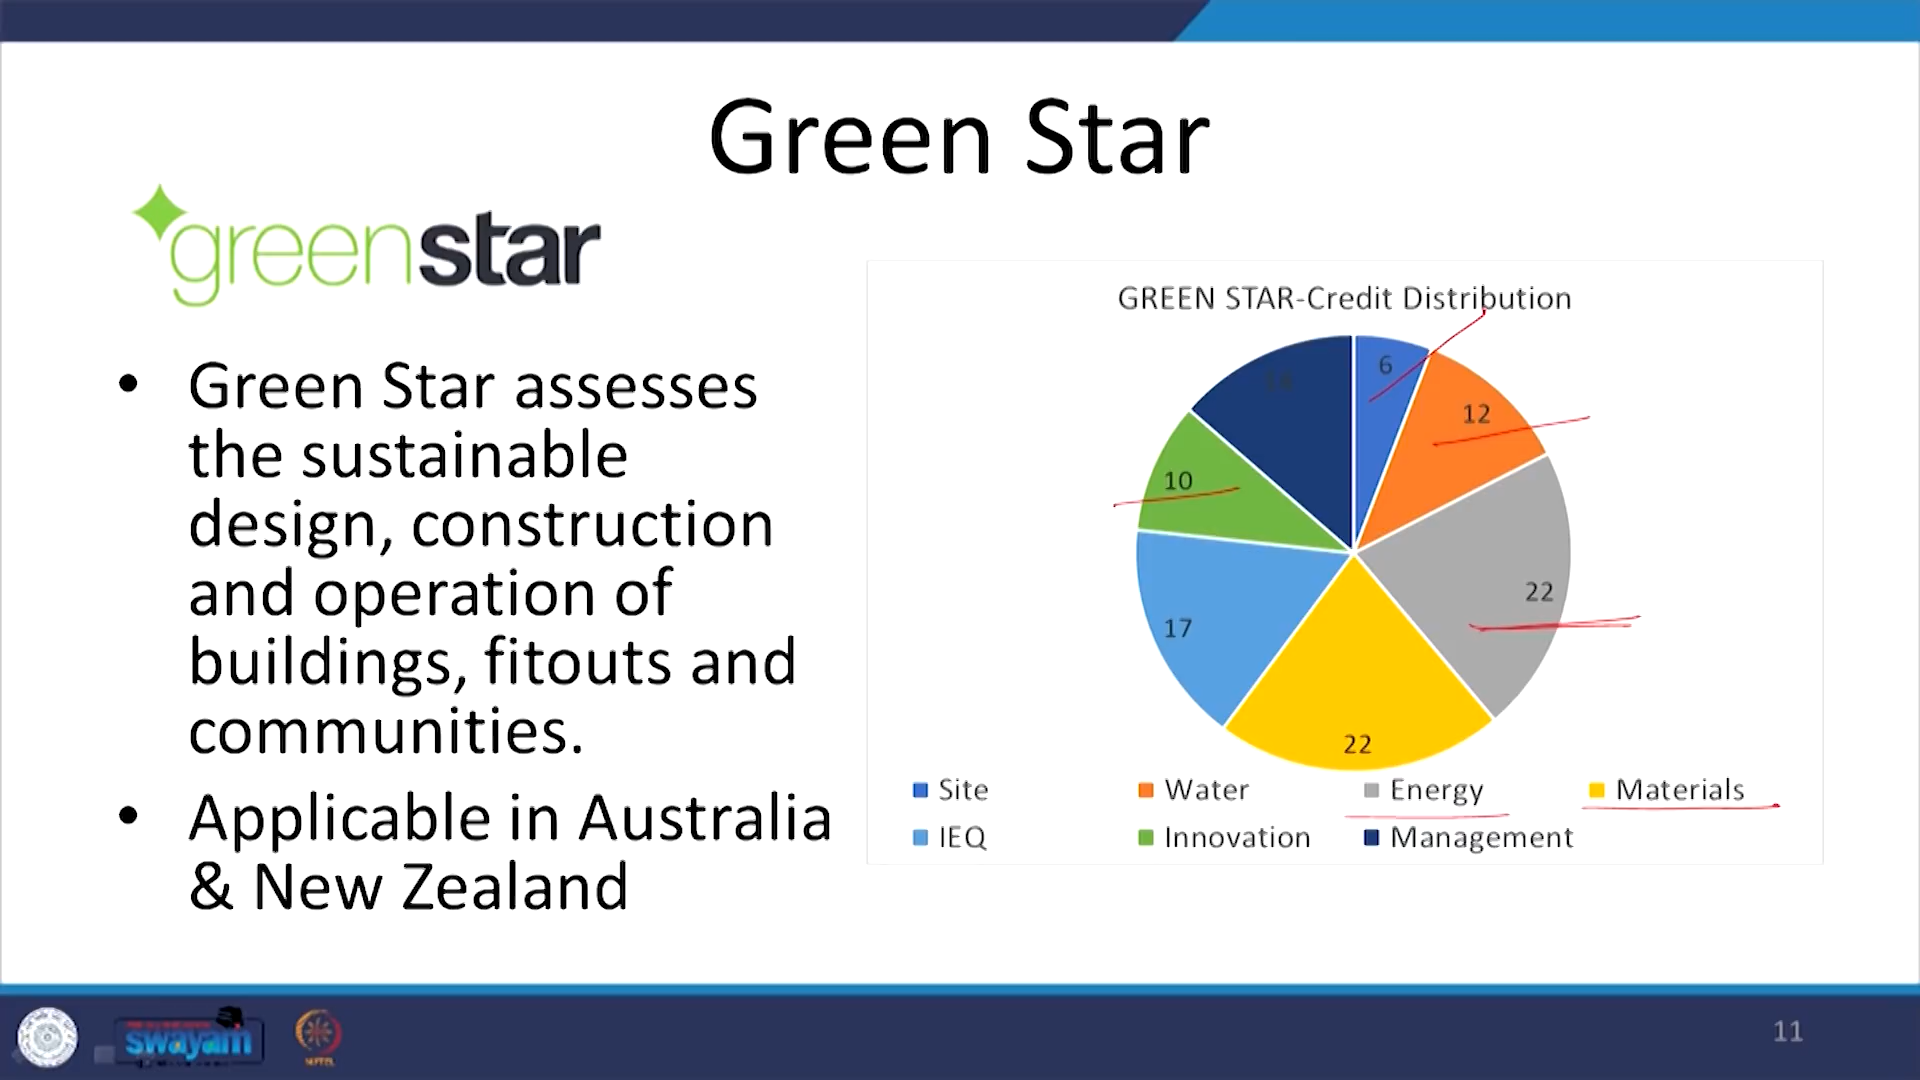 Green Star
greenstar
• Green Star assesses
the sustainable
design, construction
and operation of
buildings, fitouts and
communities.
• Applicable in Australia
& New Zealand
GREEN STAR-Credit Distribution
6
12
22
22
17
10
Site
Water
Energy
Materials
IEQ
Innovation
Management
swayam
11